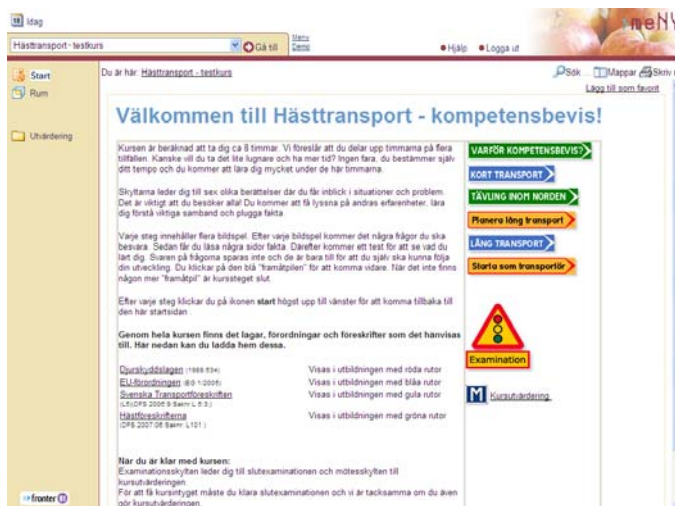 Idag
meNY
Hästtransport - testkurs
Gå till
Menu
Demo
Hjälp
Logga ut
Start
Rum
Utvärdering
Du är här: Hästtransport - testkurs
Sök
Mappar
Skriv
Lägg till som favorit
Välkommen till Hästtransport - kompetensbevis!
Kursen är beräknad att ta dig ca 8 timmar. Vi föreslår att du delar upp timmarna på flera
tillfällen. Kanske vill du ta det lite lugnare och ha mer tid? Ingen fara, du bestämmer själv
ditt tempo och du kommer att lära dig mycket under de här timmarna.
Skyltarna leder dig till sex olika berättelser där du får inblick i situationer och problem.
Det är viktigt att du besöker alla! Du kommer att få lyssna på andras erfarenheter, lära
dig förstå viktiga samband och plugga fakta.
Varje steg innehåller flera bildspel. Efter varje bildspel kommer det några frågor du ska
besvara. Sedan får du läsa några sidor fakta. Därefter kommer ett test för att se vad du
lärt dig. Svaren på frågorna sparas inte och de är bara till för att du själv ska kunna följa
din utveckling. Du klickar på den blå "framåtpilen" för att komma vidare. När det inte finns
någon mer "framåtpil" är kurssteget slut.
Efter varje steg klickar du på ikonen start högst upp till vänster för att komma tillbaka till
den här startsidan.
Genom hela kursen finns det lagar, förordningar och föreskrifter som det hänvisas
till. Här nedan kan du ladda hem dessa.
Djurskyddslagen (1988:534) Visas i utbildningen med röda rutor
EU-förordningen (EG 1/2005) Visas i utbildningen med blåa rutor
Svenska Transportföreskriften Visas i utbildningen med gula rutor
Hästföreskrifterna Visas i utbildningen med gröna rutor
(DFS 2007:06 Saknr: L101 )
När du är klar med kursen:
Examinationsskylten leder dig till slutexaminationen och mötesskylten till
kursutvärderingen.
För att få kursintyget måste du klara slutexaminationen och vi är tacksamma om du även
gör kursutvärderingen.
VARFÖR KOMPETENSBEVIS?
KORT TRANSPORT
TÄVLING INOM NORDEN
Planera lång transport
LÅNG TRANSPORT
Starta som transportör
Examination
M
Kursutvärdering
fronter